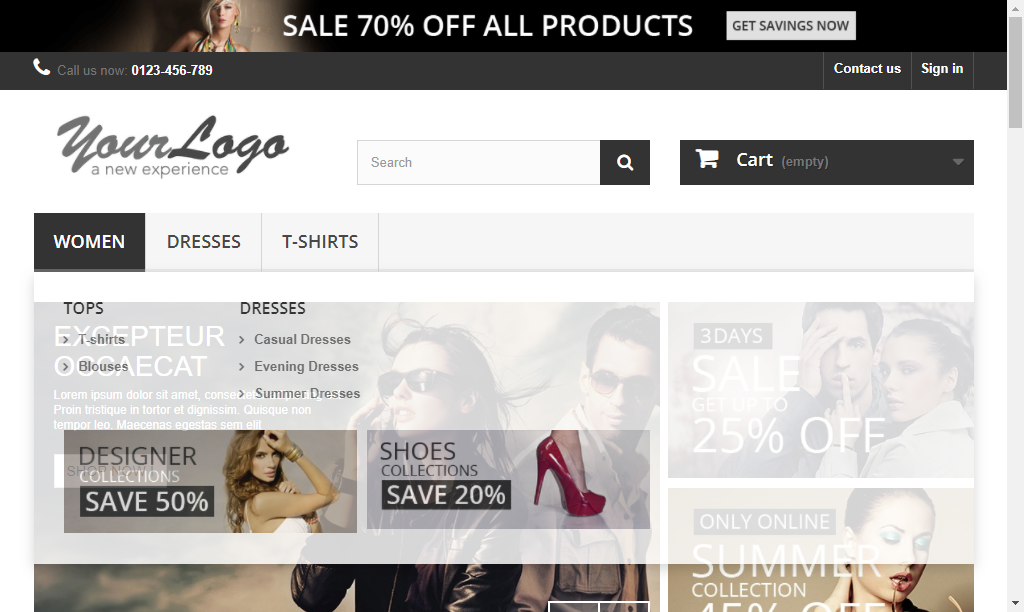 SALE 70% OFF ALL PRODUCTS
GET SAVINGS NOW
Call us now: 0123-456-789
Contact us
Sign in
YourLogo
a new experience
Search
Cart (empty)
WOMEN
DRESSES
T-SHIRTS
TOPS
DRESSES
EXCEPTEUR
OCCAECAT
T-shirts
Blouses
Casual Dresses
Evening Dresses
Summer Dresses
Lorem ipsum dolor sit amet,
Proin tristique in tortor et dignissim. Quisque non
tempor leo. Maecenas egestas sem elit
SHOP NOW
DESIGNER
COLLECTIONS
SAVE 50%
SHOES
COLLECTIONS
SAVE 20%
3 DAYS
SALE
GET UP TO
25% OFF
ONLY ONLINE
SUMMER
COLLECTION
45% OFF